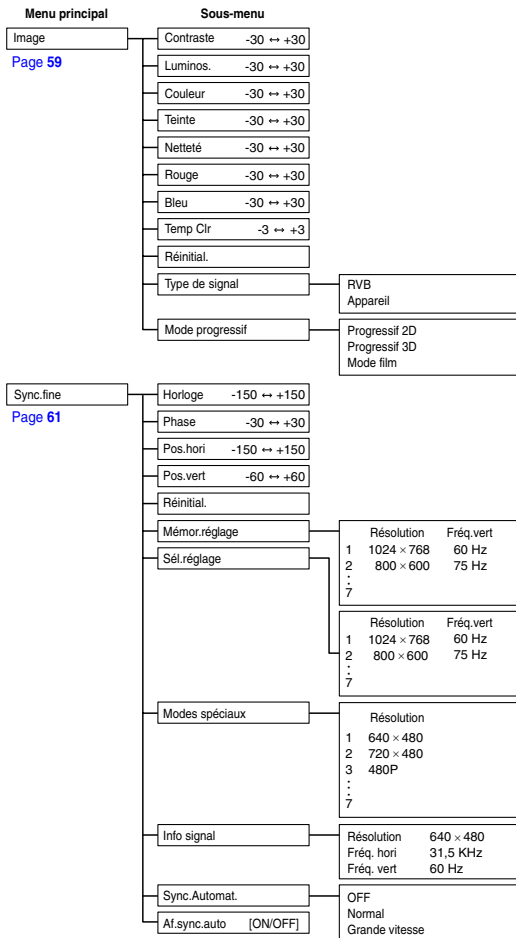 Menu principal Sous-menu
Image
Page 59
Contraste -30 ↔ +30
Luminos. -30 ↔ +30
Couleur -30 ↔ +30
Teinte -30 ↔ +30
Netteté -30 ↔ +30
Rouge -30 ↔ +30
Bleu -30 ↔ +30
Temp Clr -3 ↔ +3
Réinitial.
Type de signal
RVB
Appareil
Mode progressif
Progressif 2D
Progressif 3D
Mode film
Sync.fine
Page 61
Horloge -150 ↔ +150
Phase -30 ↔ +30
Pos.hori -150 ↔ +150
Pos.vert -60 ↔ +60
Réinitial.
Mémor.réglage
Résolution Fréq.vert
1 1024 × 768 60 Hz
2 800 × 600 75 Hz
:
7
Sél.réglage
Résolution Fréq.vert
1 1024 × 768 60 Hz
2 800 × 600 75 Hz
:
7
Modes spéciaux
Résolution
1 640 × 480
2 720 × 480
3 480P
:
:
7
Info signal
Résolution 640 × 480
Fréq. hori 31,5 KHz
Fréq. vert 60 Hz
Sync.Automat.
OFF
Normal
Grande vitesse
Af.sync.auto [ON/OFF]